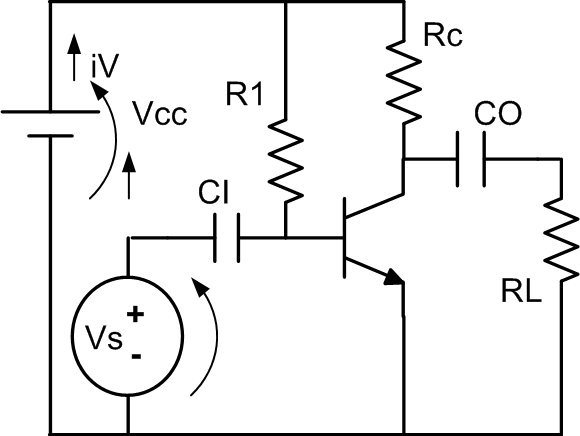 Rc
iV
R1
Vcc
CO
CI
RL
Vs
+
-